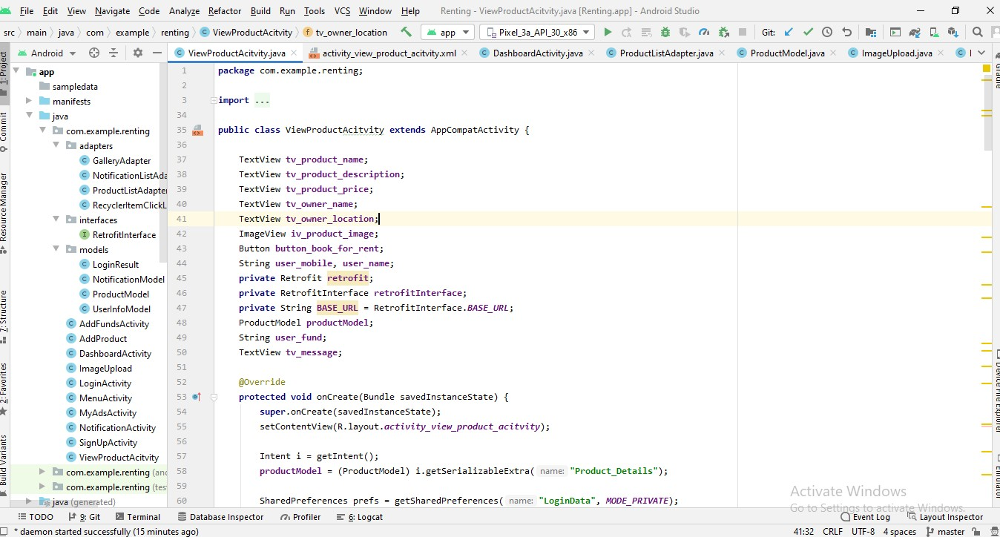 File Edit View Navigate Code Analyze Refactor Build Run Tools VCS Window Help Renting - ViewProductAcitvity.java [Renting.app] - Android Studio
src main java com example renting ViewProductAcitvity tv_owner_location app Pixel_3a_API_30_x86 Git:
Android ViewProductAcitvity.java activity_view_product_acitvity.xml DashboardActivity.java ProductListAdapter.java ProductModel.java ImageUpload.java
1: Project
Commit
Resource Manager
7: Structure
2: Favorites
Build Variants
app
sampledata
manifests
java
com.example.renting
adapters
GalleryAdapter
NotificationListAda
ProductListAdapter
RecyclerItemClickL
interfaces
RetrofitInterface
models
LoginResult
NotificationModel
ProductModel
UserInfoModel
AddFundsActivity
AddProduct
DashboardActivity
ImageUpload
LoginActivity
MenuActivity
MyAdsActivity
NotificationActivity
SignUpActivity
ViewProductAcitvity
com.example.renting (and
com.example.renting (tes
java (generated)
1 package com.example.renting;
2
3 import ...
34
35 public class ViewProductAcitvity extends AppCompatActivity {
36
37 TextView tv_product_name;
38 TextView tv_product_description;
39 TextView tv_product_price;
40 TextView tv_owner_name;
41 TextView tv_owner_location;
42 ImageView iv_product_image;
43 Button button_book_for_rent;
44 String user_mobile, user_name;
45 private Retrofit retrofit;
46 private RetrofitInterface retrofitInterface;
47 private String BASE_URL = RetrofitInterface.BASE_URL;
48 ProductModel productModel;
49 String user_fund;
50 TextView tv_message;
51
52 @Override
53 protected void onCreate(Bundle savedInstanceState) {
54 super.onCreate(savedInstanceState);
55 setContentView(R.layout.activity_view_product_acitvity);
56
57 Intent i = getIntent();
58 productModel = (ProductModel) i.getSerializableExtra( name: "Product_Details");
59
60 SharedPreferences prefs = getSharedPreferences( name: "LoginData", MODE_PRIVATE);
Gradle
Device File Explorer
Emulator
Activate Windows
Go to Settings to activate Windows.
TODO 9: Git Terminal Database Inspector Profiler 6: Logcat Event Log Layout Inspector
* daemon started successfully (15 minutes ago) 41:32 CRLF UTF-8 4 spaces master